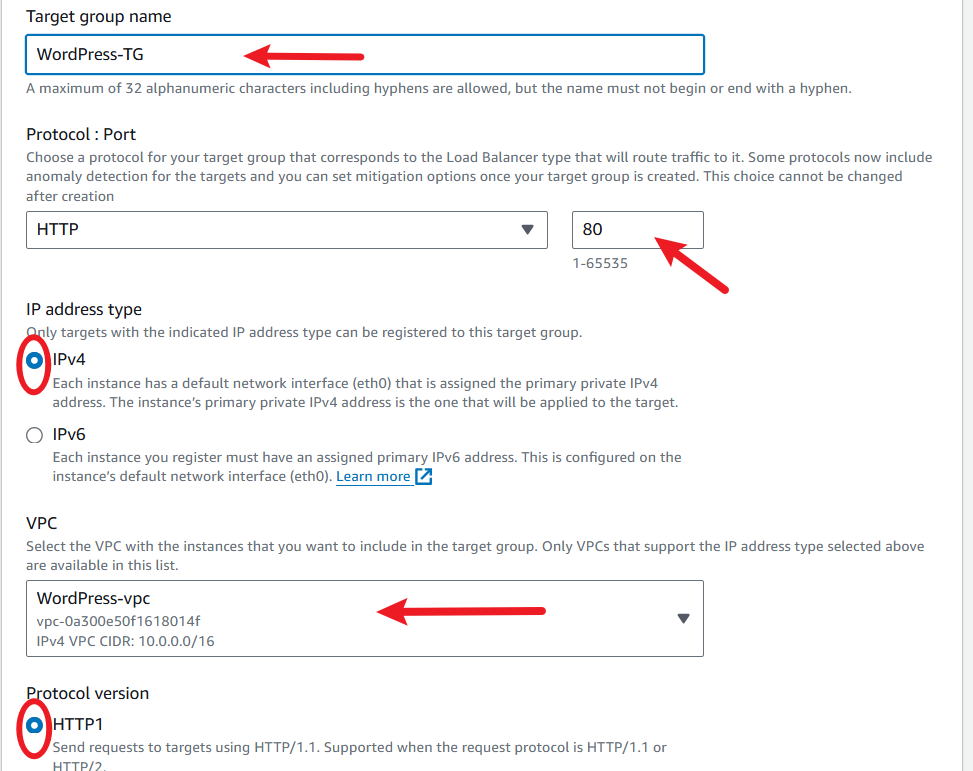 Target group name
WordPress-TG
A maximum of 32 alphanumeric characters including hyphens are allowed, but the name must not begin or end with a hyphen.
Protocol : Port
Choose a protocol for your target group that corresponds to the Load Balancer type that will route traffic to it. Some protocols now include
anomaly detection for the targets and you can set mitigation options once your target group is created. This choice cannot be changed
after creation
HTTP
80
1-65535
IP address type
Only targets with the indicated IP address type can be registered to this target group.
IPv4
Each instance has a default network interface (eth0) that is assigned the primary private IPv4
address. The instance's primary private IPv4 address is the one that will be applied to the target.
IPv6
Each instance you register must have an assigned primary IPv6 address. This is configured on the
instance's default network interface (eth0). Learn more
VPC
Select the VPC with the instances that you want to include in the target group. Only VPCs that support the IP address type selected above
are available in this list.
WordPress-vpc
vpc-0a300e50f1618014f
IPv4 VPC CIDR: 10.0.0.0/16
Protocol version
HTTP1
Send requests to targets using HTTP/1.1. Supported when the request protocol is HTTP/1.1 or
HTTP/2.